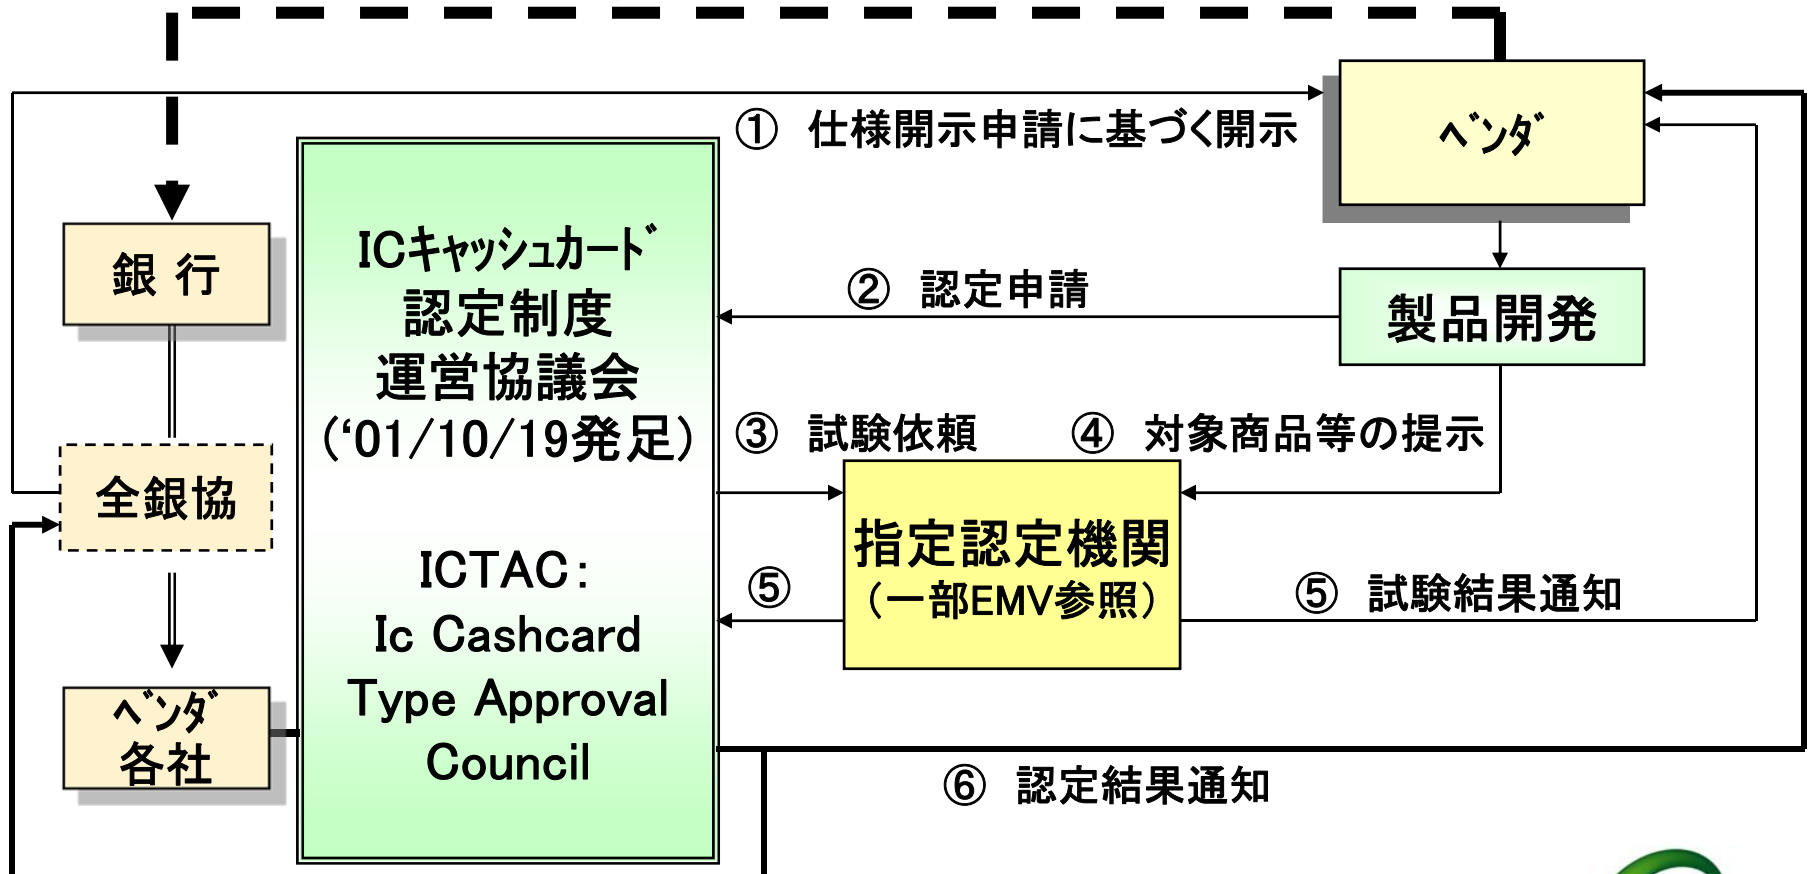 ① 仕様開示申請に基づく開示
ﾍﾞﾝﾀﾞ
銀 行
ICｷｬｯｼｭｶｰﾄﾞ
認定制度
運営協議会
(‘01/10/19発足)
ICTAC:
Ic Cashcard
Type Approval
Council
② 認定申請
製品開発
③ 試験依頼
④ 対象商品等の提示
全銀協
指定認定機関
(一部EMV参照)
⑤
⑤ 試験結果通知
ﾍﾞﾝﾀﾞ
各社
⑥ 認定結果通知